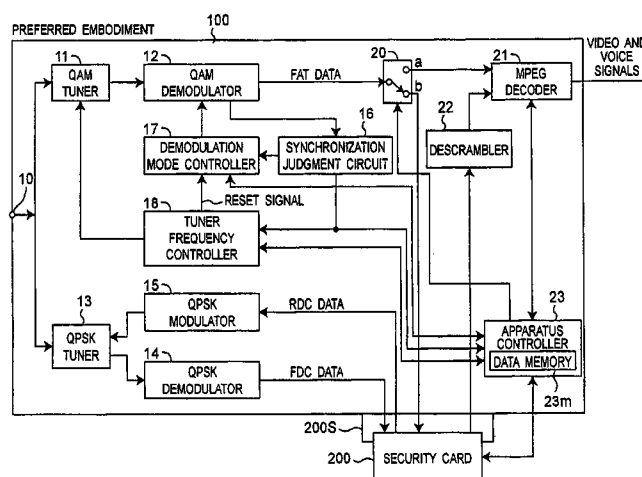 PREFERRED EMBODIMENT
100
VIDEO AND
VOICE
SIGNALS
11
QAM
TUNER
12
QAM
DEMODULATOR
FAT DATA
20
a
b
21
MPEG
DECODER
22
DESCRAMBLER
17
DEMODULATION
MODE CONTROLLER
16
SYNCHRONIZATION
JUDGMENT CIRCUIT
10
RESET SIGNAL
18
TUNER
FREQUENCY
CONTROLLER
13
QPSK
TUNER
15
QPSK
MODULATOR
RDC DATA
14
QPSK
DEMODULATOR
FDC DATA
23
APPARATUS
CONTROLLER
DATA MEMORY
23m
200S
200
SECURITY CARD